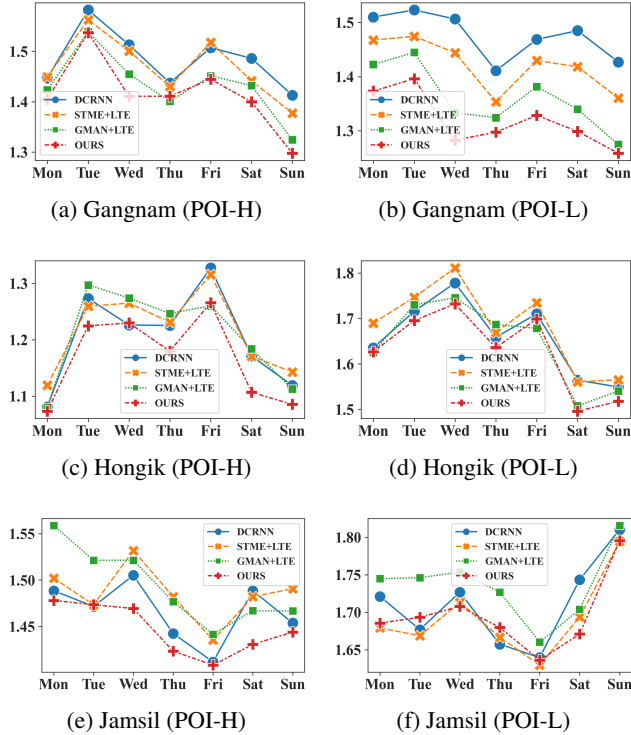 1.5
1.4
1.3
DCRNN
STME+LTE
GMAN+LTE
OURS
Mon Tue Wed Thu Fri Sat Sun
(a) Gangnam (POI-H)
1.5
1.4
1.3
DCRNN
STME+LTE
GMAN+LTE
OURS
Mon Tue Wed Thu Fri Sat Sun
(b) Gangnam (POI-L)
1.3
1.2
1.1
DCRNN
STME+LTE
GMAN+LTE
OURS
Mon Tue Wed Thu Fri Sat Sun
(c) Hongik (POI-H)
1.8
1.7
1.6
1.5
DCRNN
STME+LTE
GMAN+LTE
OURS
Mon Tue Wed Thu Fri Sat Sun
(d) Hongik (POI-L)
1.55
1.50
1.45
DCRNN
STME+LTE
GMAN+LTE
OURS
Mon Tue Wed Thu Fri Sat Sun
(e) Jamsil (POI-H)
1.80
1.75
1.70
1.65
DCRNN
STME+LTE
GMAN+LTE
OURS
Mon Tue Wed Thu Fri Sat Sun
(f) Jamsil (POI-L)